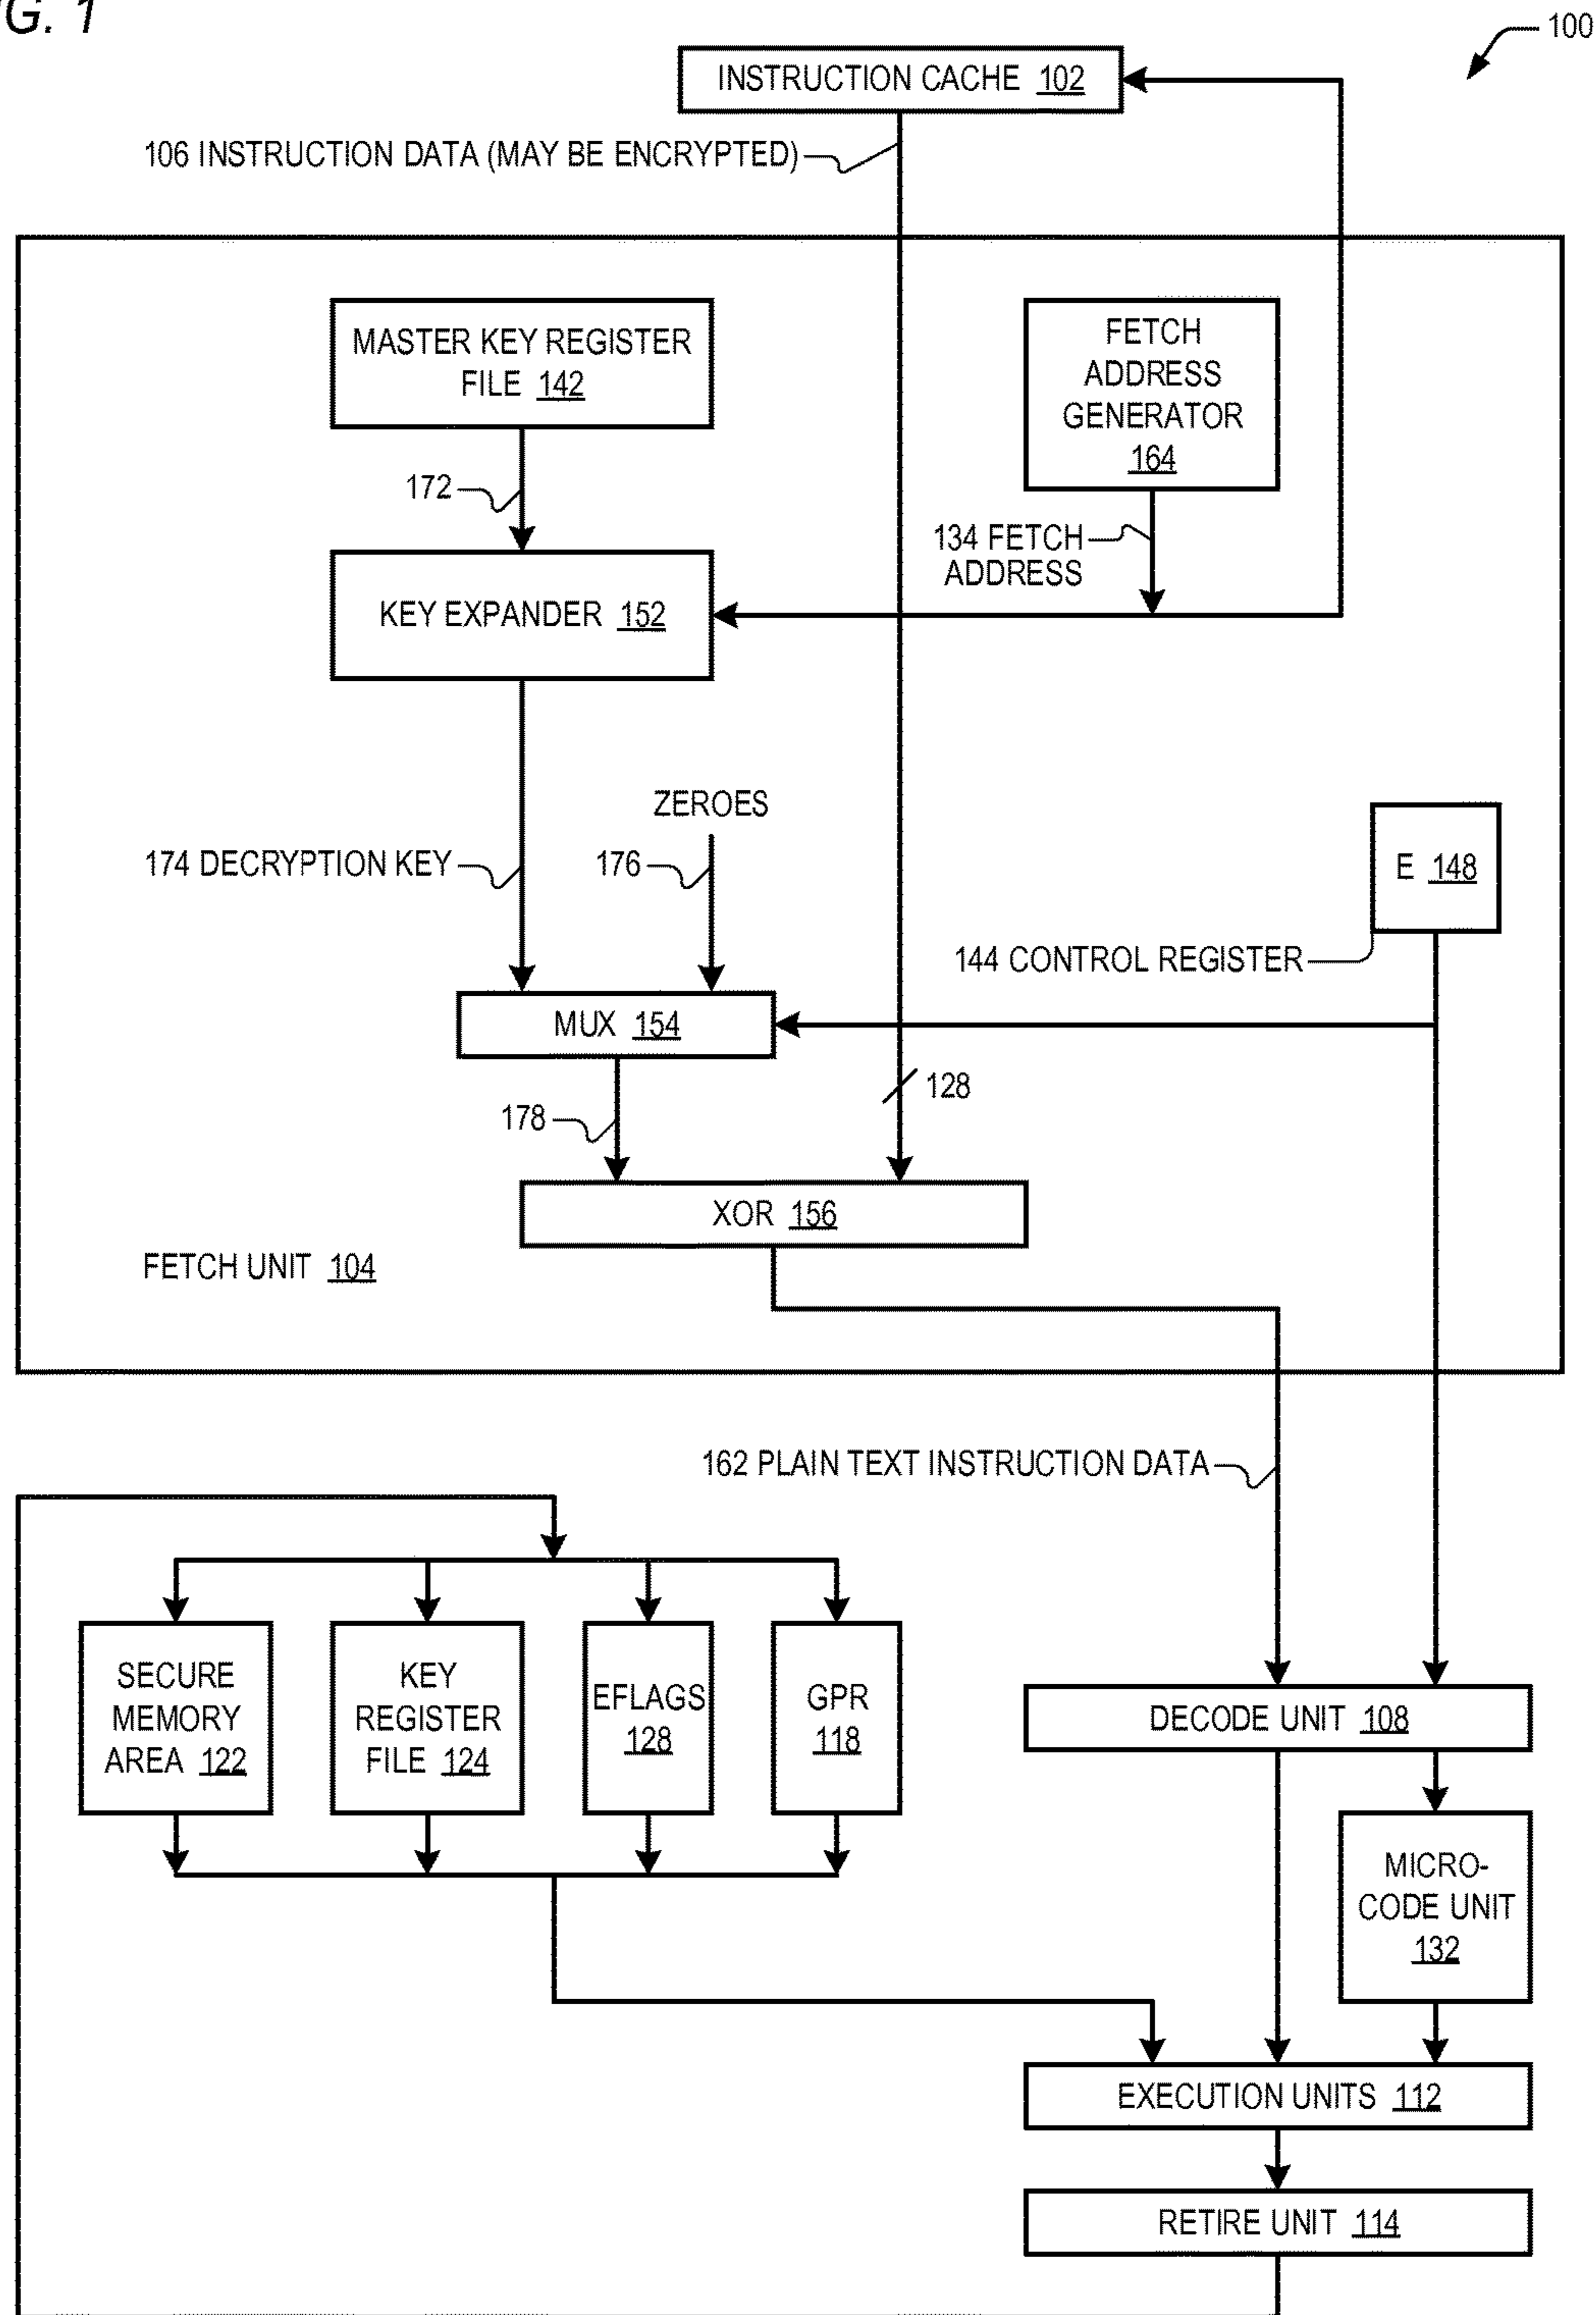 G. 1
100
INSTRUCTION CACHE 102
106 INSTRUCTION DATA (MAY BE ENCRYPTED)
MASTER KEY REGISTER
FILE 142
FETCH
ADDRESS
GENERATOR
164
172
134 FETCH
ADDRESS
KEY EXPANDER 152
ZEROES
174 DECRYPTION KEY
176
E 148
144 CONTROL REGISTER
MUX 154
128
178
XOR 156
FETCH UNIT 104
162 PLAIN TEXT INSTRUCTION DATA
SECURE
MEMORY
AREA 122
KEY
REGISTER
FILE 124
EFLAGS
128
GPR
118
DECODE UNIT 108
MICRO-
CODE UNIT
132
EXECUTION UNITS 112
RETIRE UNIT 114